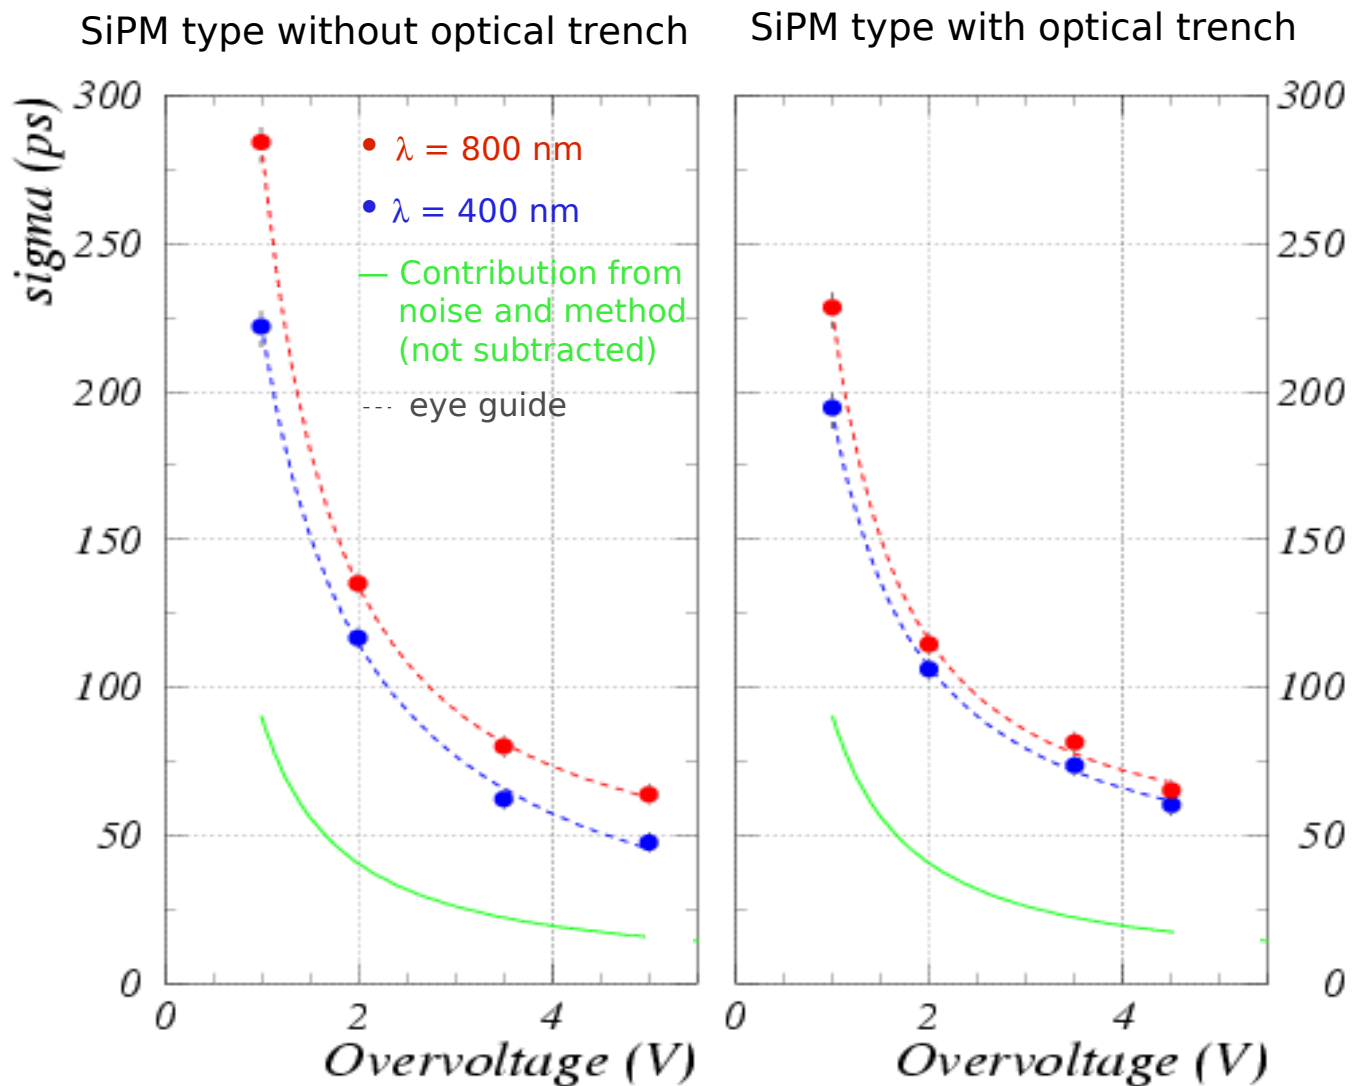 SiPM type without optical trench
SiPM type with optical trench
sigma (ps)
300
250
200
150
100
50
0
λ = 800 nm
λ = 400 nm
Contribution from
noise and method
(not subtracted)
eye guide
300
250
200
150
100
50
0
0 2 4
0 2 4
Overvoltage (V)
Overvoltage (V)